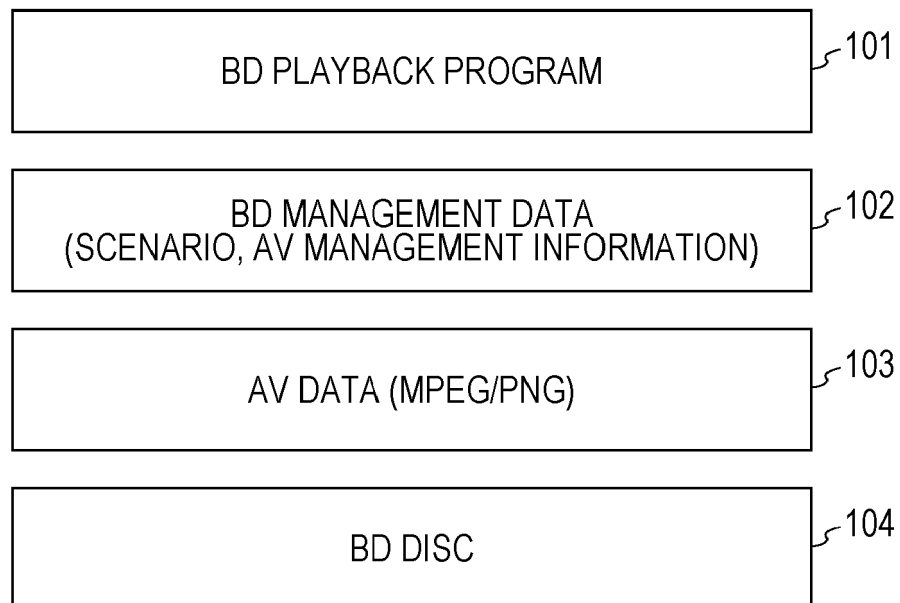 BD PLAYBACK PROGRAM
101
BD MANAGEMENT DATA
(SCENARIO, AV MANAGEMENT INFORMATION)
102
AV DATA (MPEG/PNG)
103
BD DISC
104